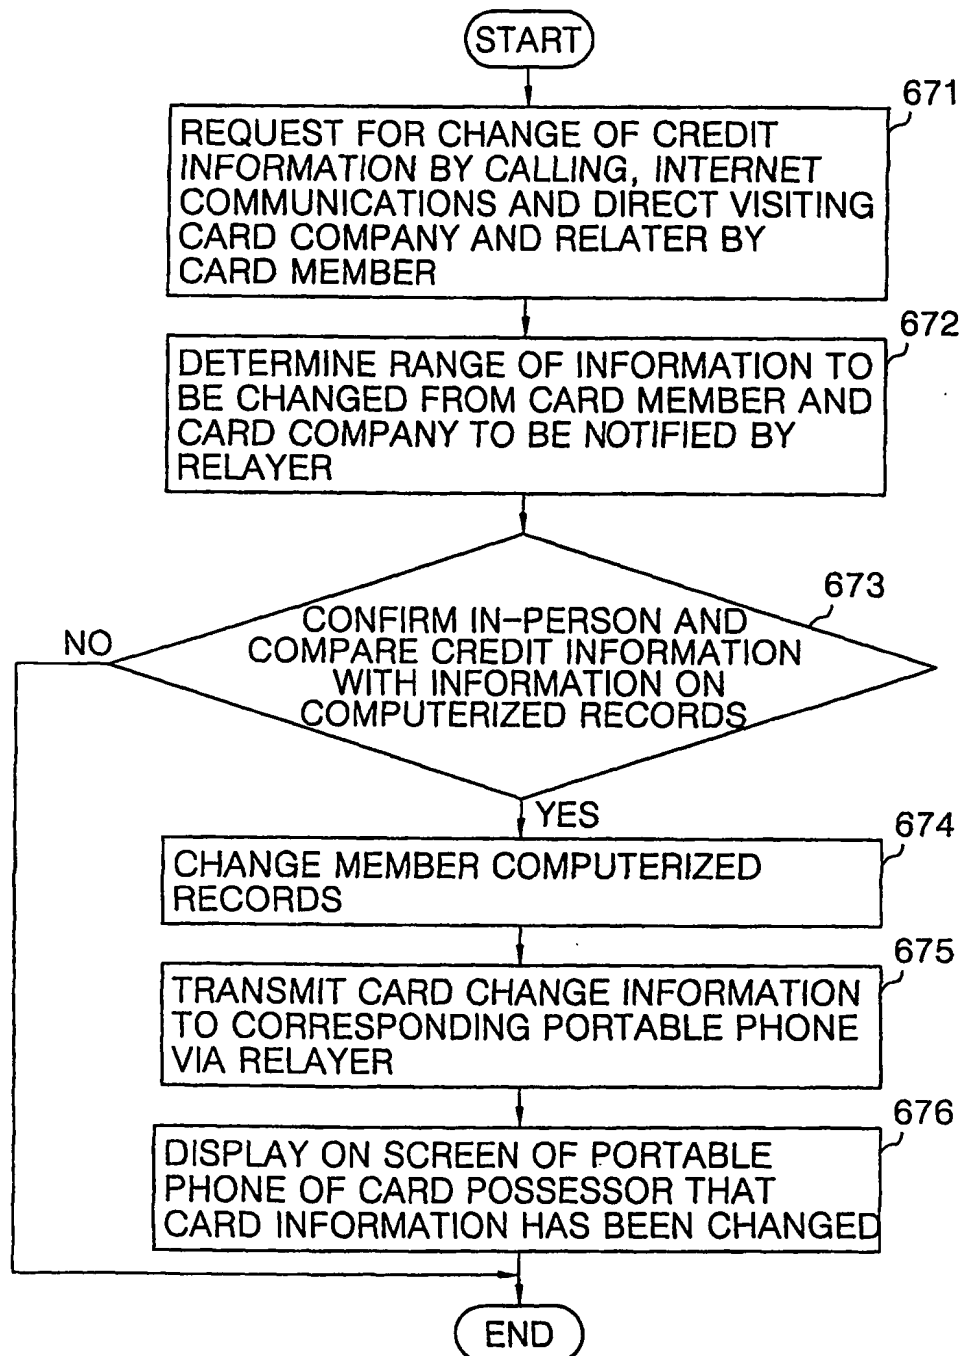 START
671
REQUEST FOR CHANGE OF CREDIT
INFORMATION BY CALLING, INTERNET
COMMUNICATIONS AND DIRECT VISITING
CARD COMPANY AND RELATER BY
CARD MEMBER
672
DETERMINE RANGE OF INFORMATION TO
BE CHANGED FROM CARD MEMBER AND
CARD COMPANY TO BE NOTIFIED BY
RELAYER
673
NO
CONFIRM IN-PERSON AND
COMPARE CREDIT INFORMATION
WITH INFORMATION ON
COMPUTERIZED RECORDS
YES
674
CHANGE MEMBER COMPUTERIZED
RECORDS
675
TRANSMIT CARD CHANGE INFORMATION
TO CORRESPONDING PORTABLE PHONE
VIA RELAYER
676
DISPLAY ON SCREEN OF PORTABLE
PHONE OF CARD POSSESSOR THAT
CARD INFORMATION HAS BEEN CHANGED
END